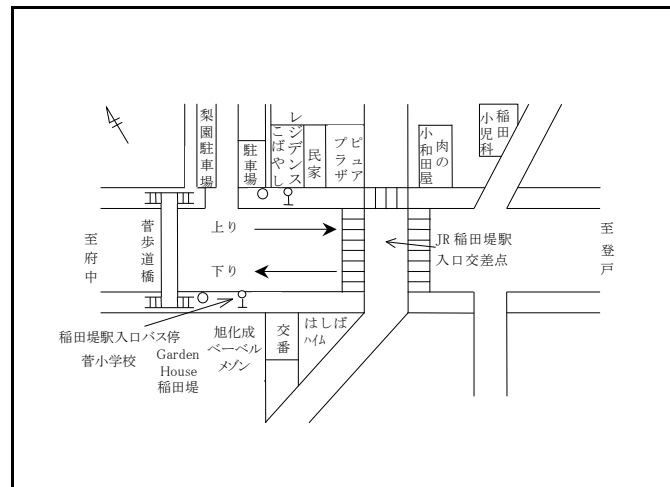 梨園駐車場
駐車場
レジデンス
こばやし
民家
ピュア
プラザ
肉の
小和田屋
稲田
小児科
至府中
菅歩道橋
上り
下り
JR稲田堤駅
入口交差点
至登戸
稲田堤駅入口バス停
菅小学校
Garden
House
稲田堤
旭化成
ベーベル
メゾン
交番
はしば
ハイム